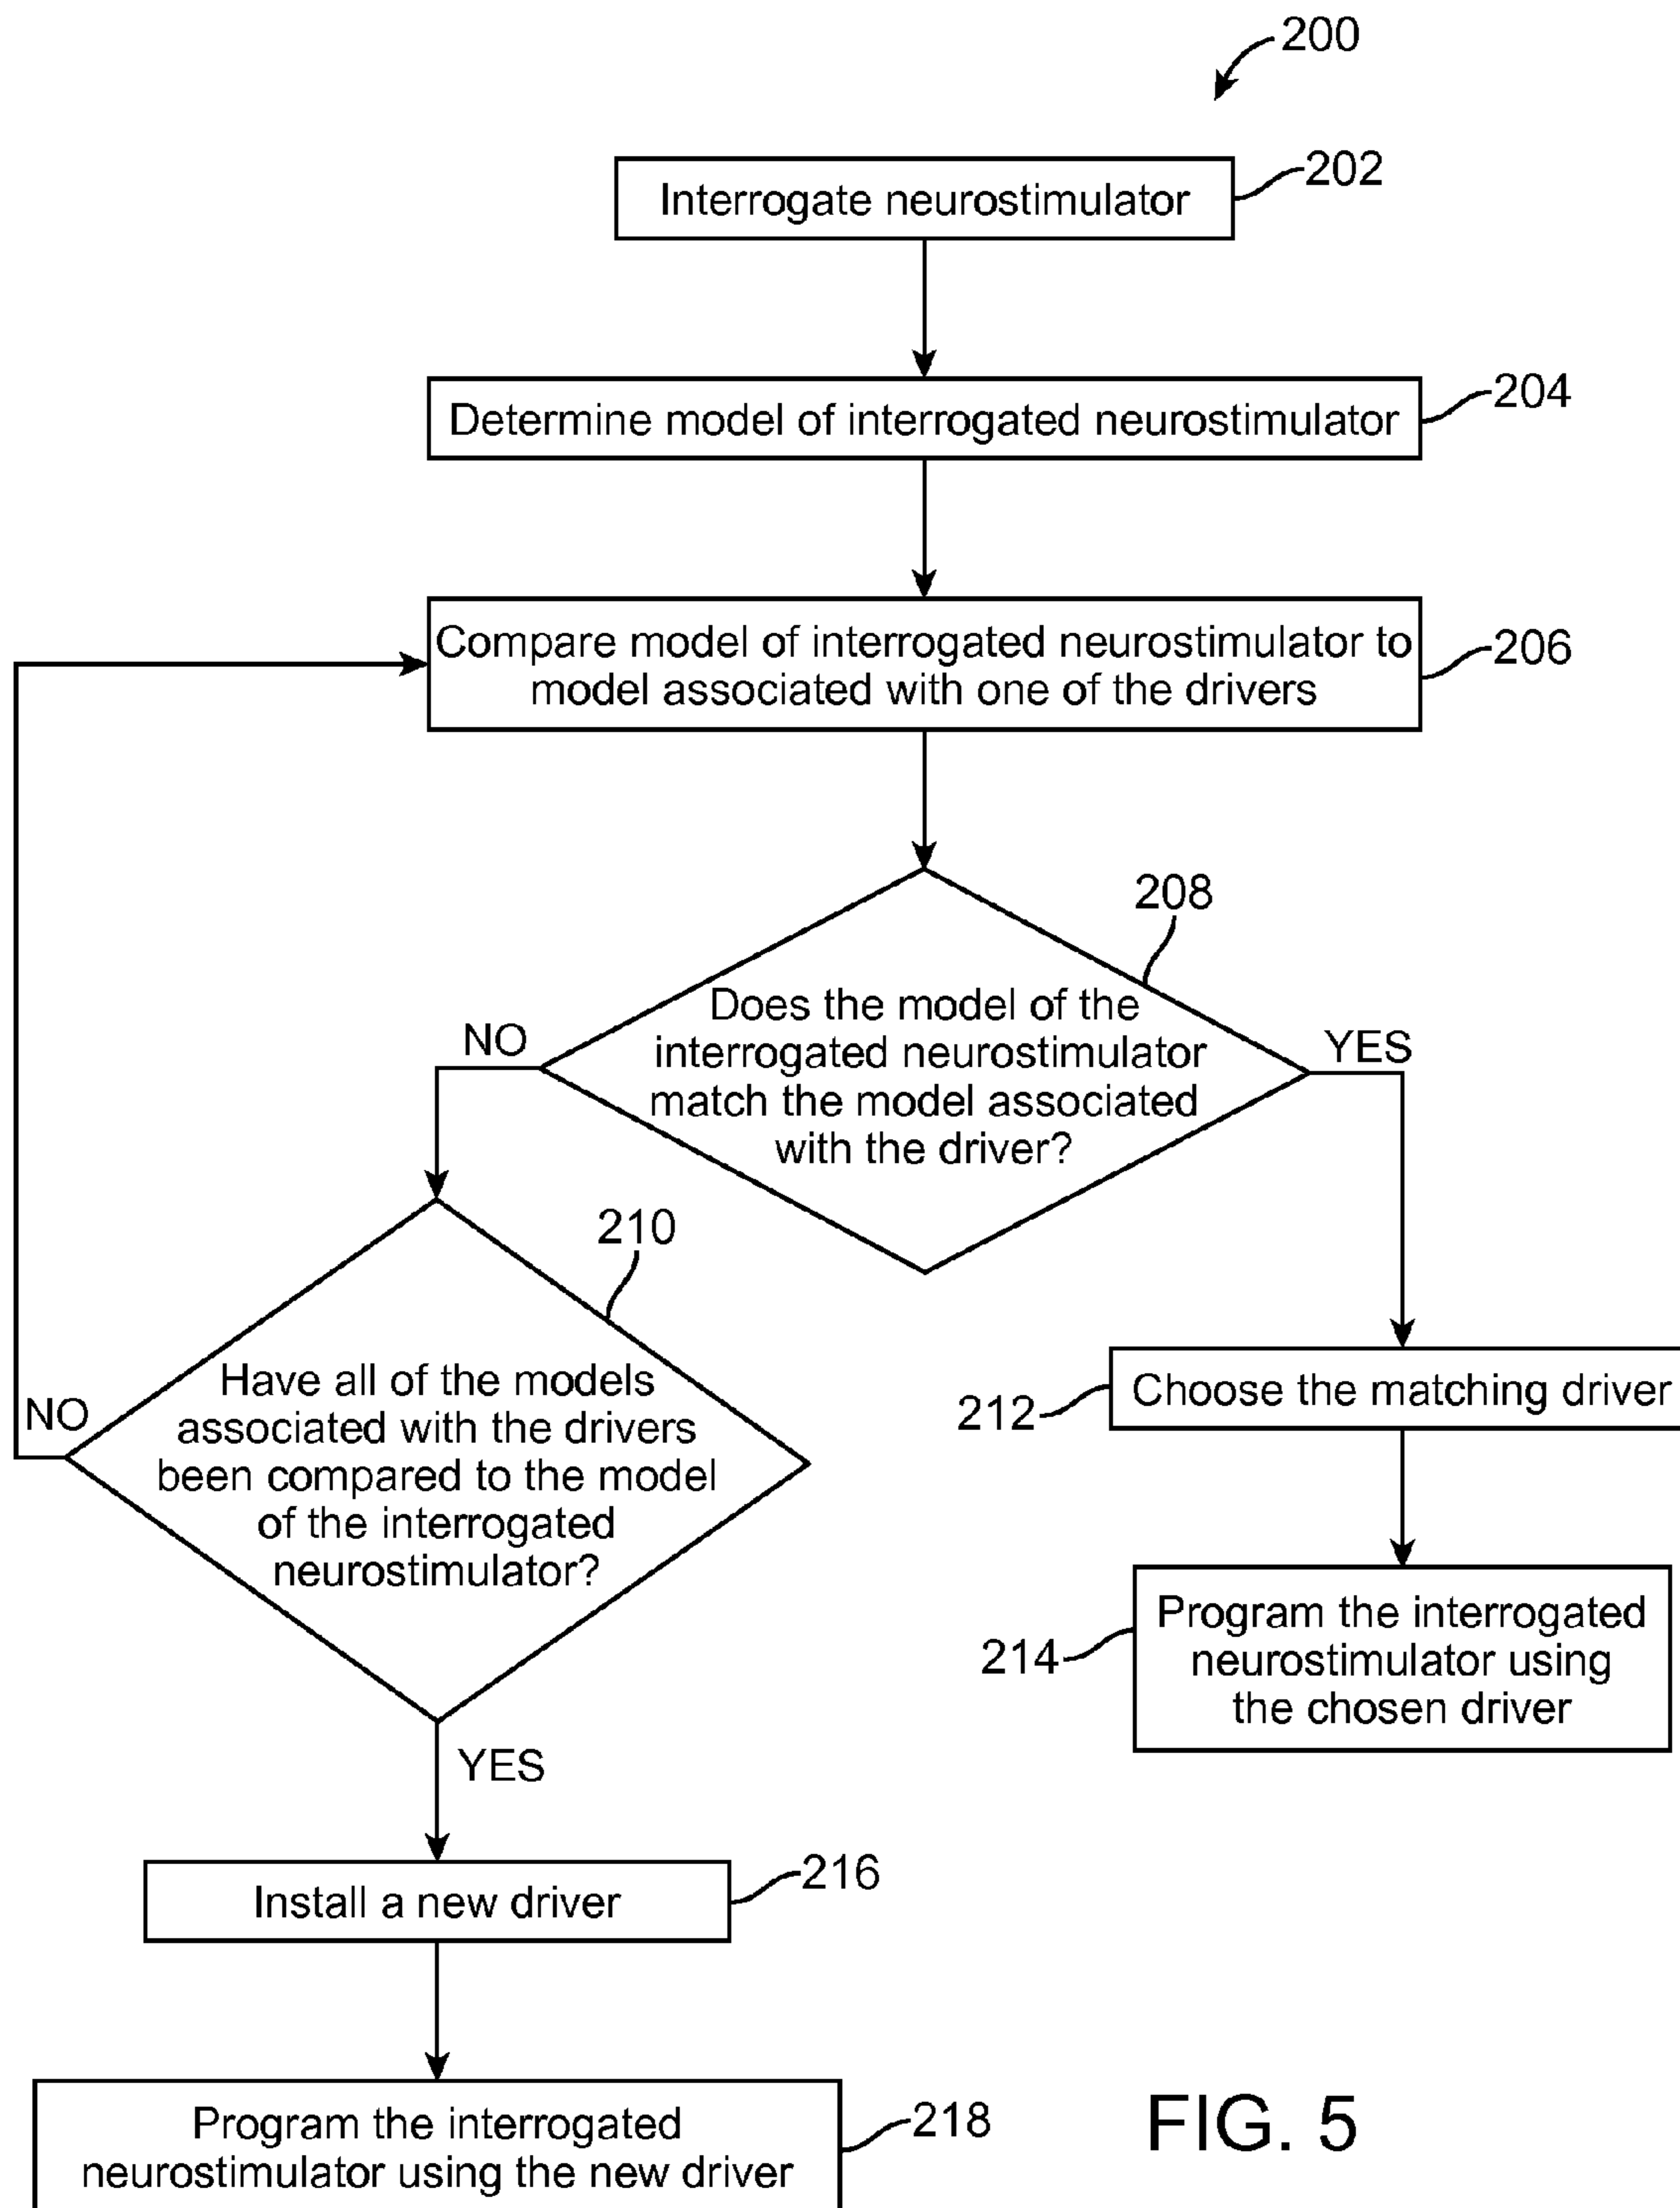 200
Interrogate neurostimulator
202
Determine model of interrogated neurostimulator
204
Compare model of interrogated neurostimulator to
model associated with one of the drivers
206
208
Does the model of the
interrogated neurostimulator
match the model associated
with the driver?
NO
YES
210
Have all of the models
associated with the drivers
been compared to the model
of the interrogated
neurostimulator?
NO
YES
212
Choose the matching driver
214
Program the interrogated
neurostimulator using
the chosen driver
Install a new driver
216
Program the interrogated
neurostimulator using the new driver
218
FIG. 5